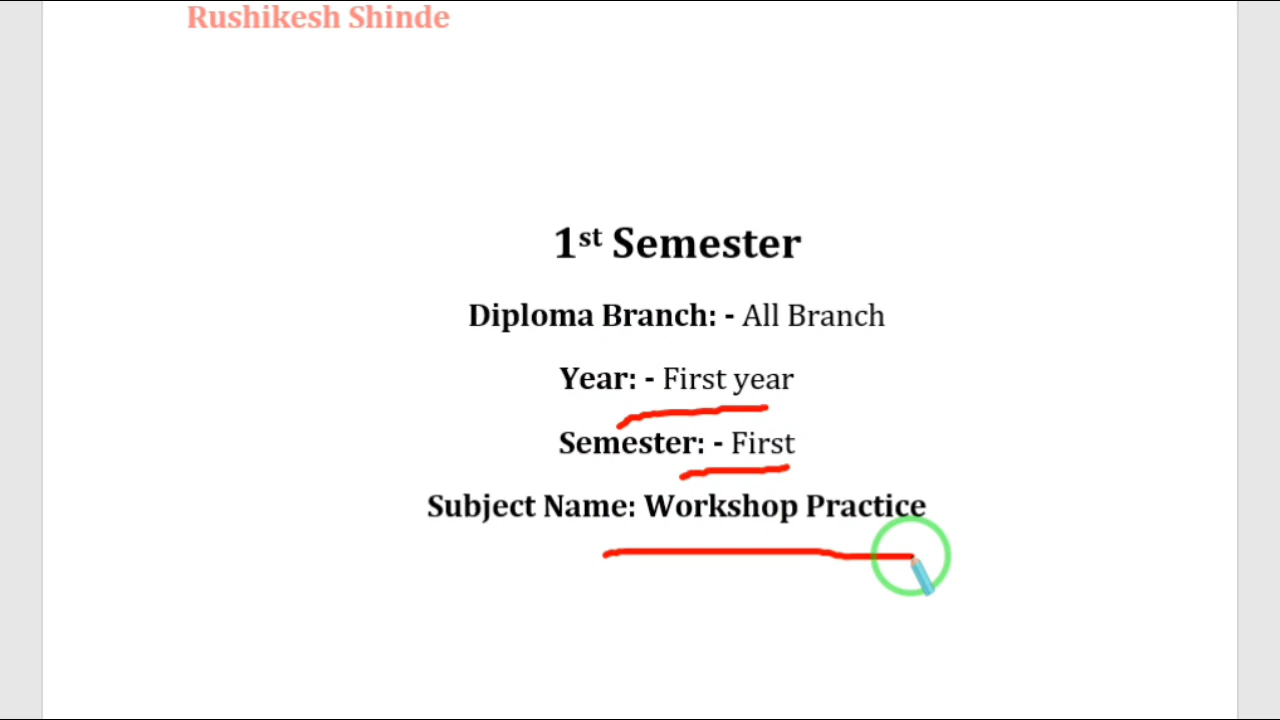 Rushikesh Shinde
1st Semester
Diploma Branch: - All Branch
Year: - First year
Semester: - First
Subject Name: Workshop Practice